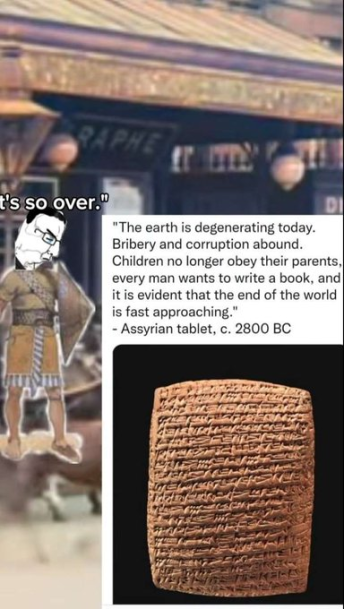 RAPHE
t's so over."
"The earth is degenerating today.
Bribery and corruption abound.
Children no longer obey their parents,
every man wants to write a book, and
it is evident that the end of the world
is fast approaching."
- Assyrian tablet, c. 2800 BC